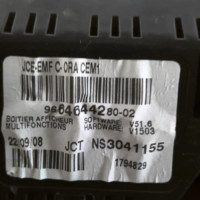 JCE-EMF C-ORA CEM1
9664644280-02
BOITIER AFFICHEUR SOFTWARE: V51.6
MULTIFONCTIONS HARDWARE: V1503
22/09/08 JCT NS3041155
1794829